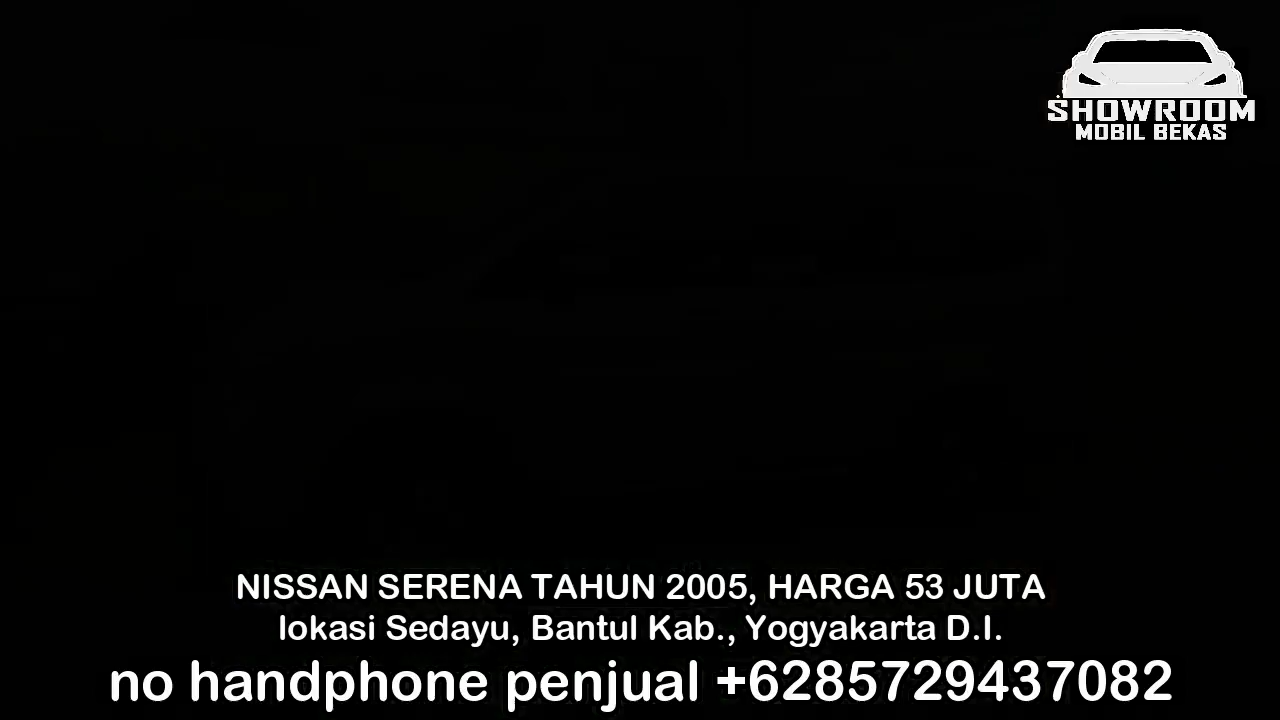 SHOWROOM
MOBIL BEKAS
NISSAN SERENA TAHUN 2005, HARGA 53 JUTA
lokasi Sedayu, Bantul Kab., Yogyakarta D.I.
no handphone penjual +6285729437082